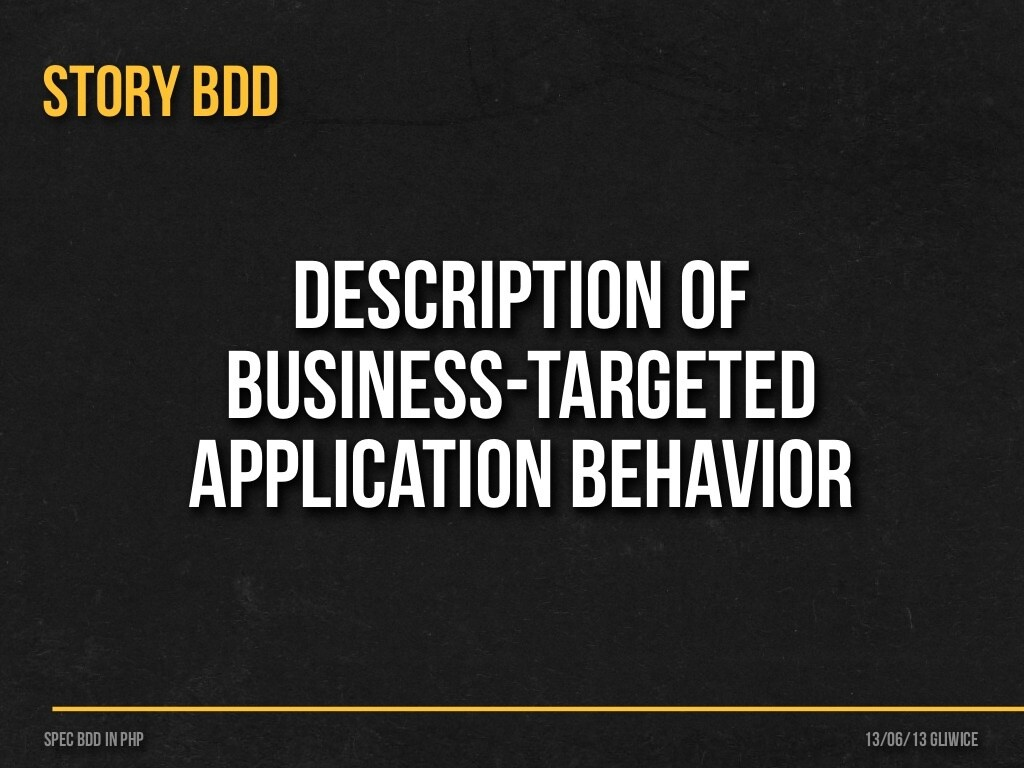 STORY BDD
DESCRIPTION OF
BUSINESS-TARGETED
APPLICATION BEHAVIOR
SPEC BDD IN PHP
13/06/13 GLIWICE